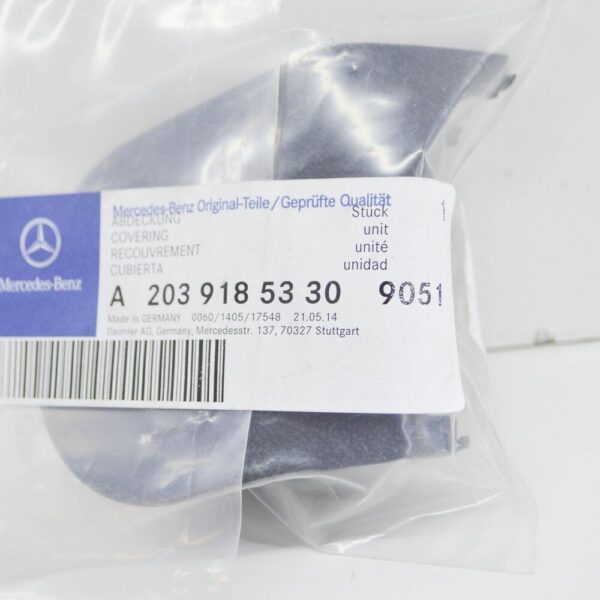 Mercedes-Benz Original-Teile/Geprüfte Qualität
ABDECKUNG Stück 1
COVERING unit
RECOUVREMENT unité
CUBIERTA unidad
Mercedes-Benz
A 203 918 53 30 9051
Made in GERMANY 0060/1405/17548 21.05.14
Daimler AG, Germany, Mercedesstr. 137, 70327 Stuttgart